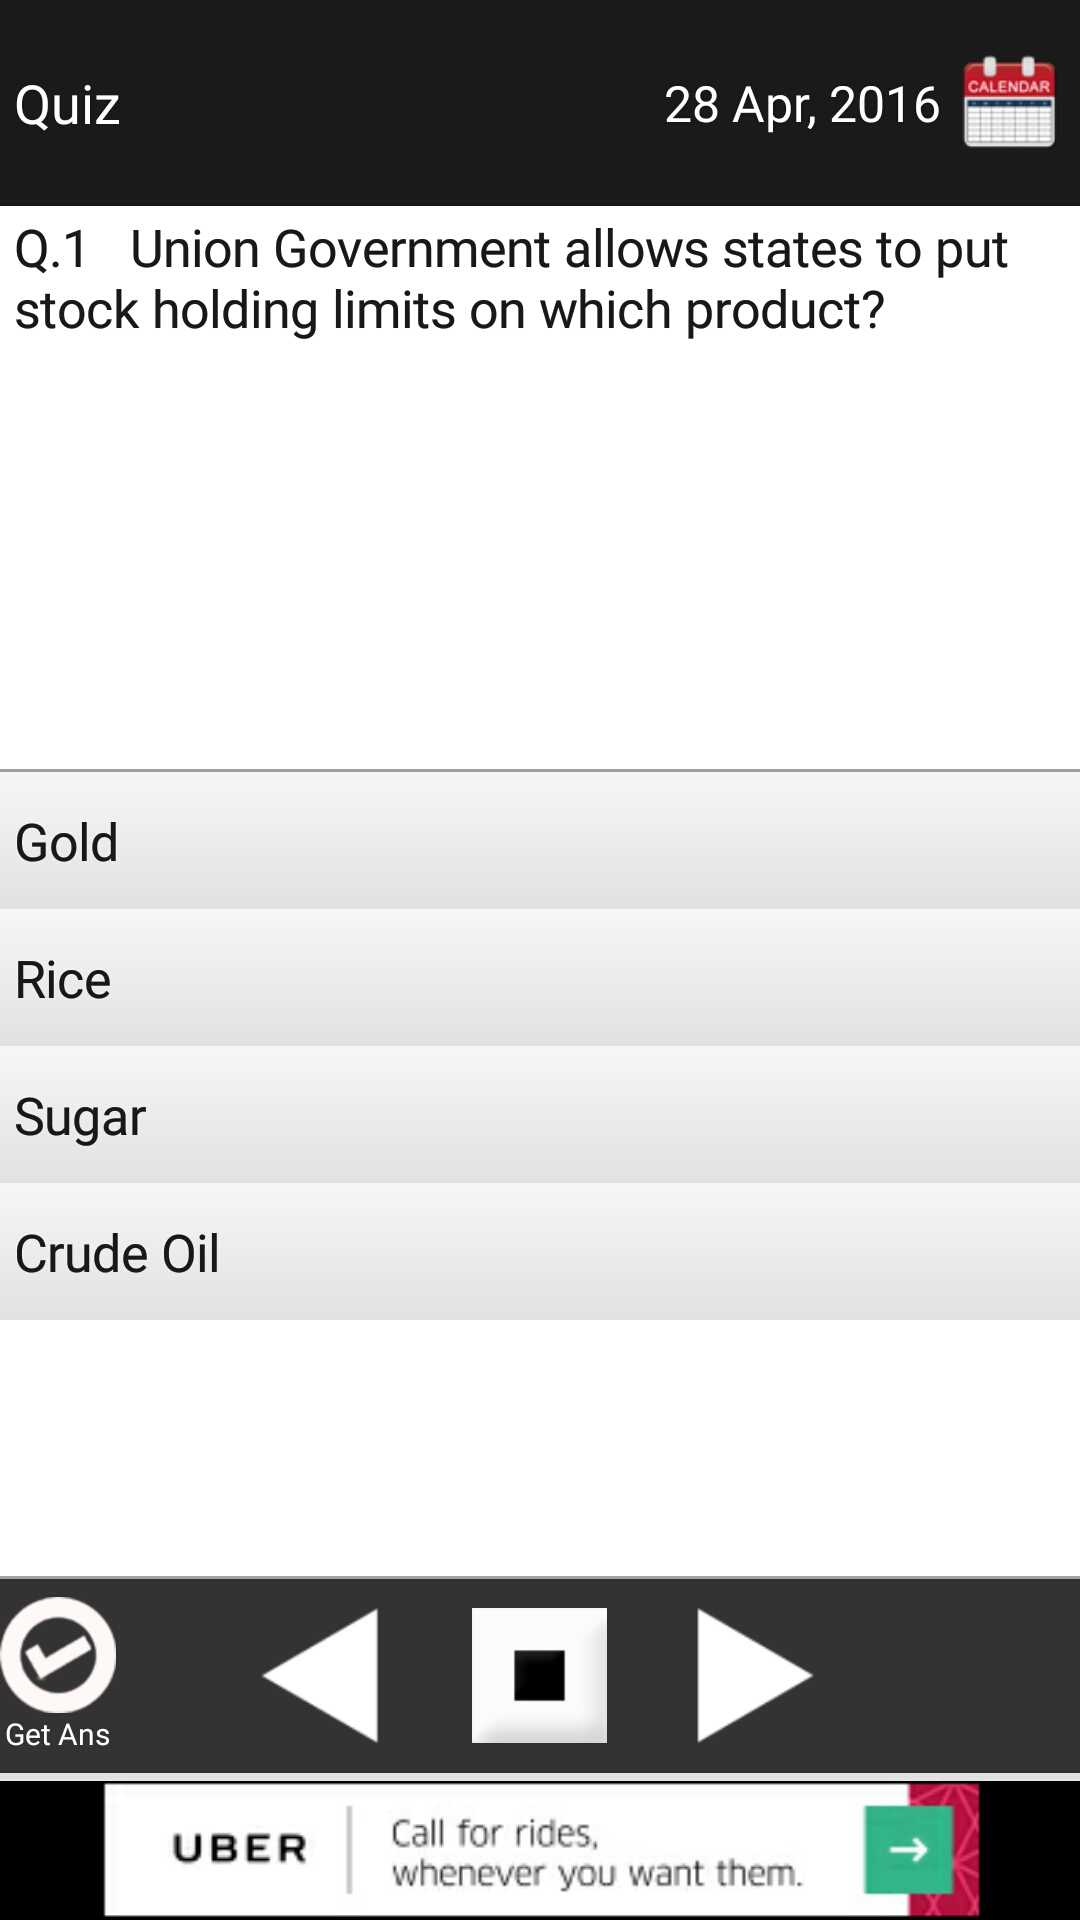 Quiz
28 Apr, 2016
CALENDAR
Q.1 Union Government allows states to put
stock holding limits on which product?
Gold
Rice
Sugar
Crude Oil
Get Ans
UBER
Call for rides,
whenever you want them.